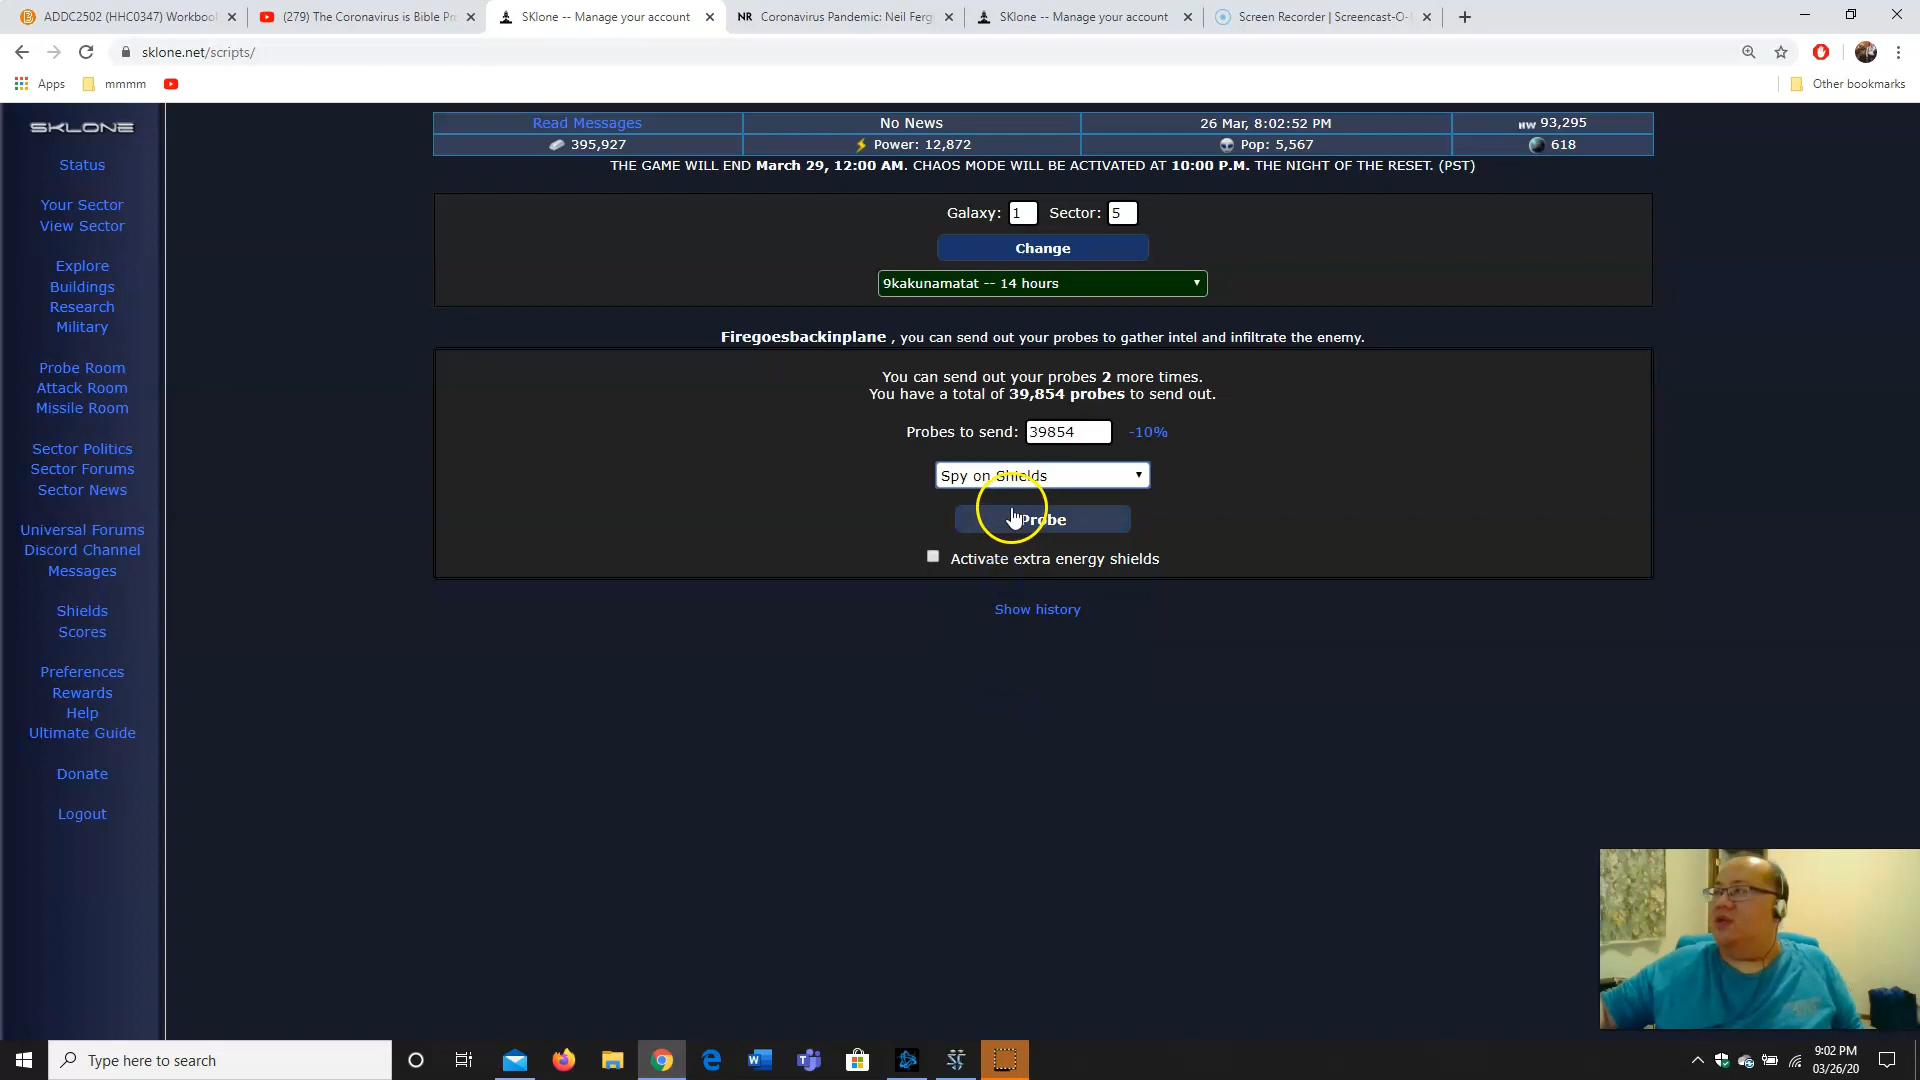 ADDC2502 (HHC0347) Workboo
(279) The Coronavirus is Bible Pr
SKlone -- Manage your account
NR Coronavirus Pandemic: Neil Ferg
SKlone -- Manage your account
Screen Recorder | Screencast-O-
sklone.net/scripts/
Apps mmmm Other bookmarks
SKLONE
Status
Your Sector
View Sector
Explore
Buildings
Research
Military
Probe Room
Attack Room
Missile Room
Sector Politics
Sector Forums
Sector News
Universal Forums
Discord Channel
Messages
Shields
Scores
Preferences
Rewards
Help
Ultimate Guide
Donate
Logout
Read Messages No News 26 Mar, 8:02:52 PM NW 93,295
395,927 Power: 12,872 Pop: 5,567 618
THE GAME WILL END March 29, 12:00 AM. CHAOS MODE WILL BE ACTIVATED AT 10:00 P.M. THE NIGHT OF THE RESET. (PST)
Galaxy: 1 Sector: 5
Change
9kakunamatat -- 14 hours
Firegoesbackinplane , you can send out your probes to gather intel and infiltrate the enemy.
You can send out your probes 2 more times.
You have a total of 39,854 probes to send out.
Probes to send: 39854 -10%
Spy on Shields
Probe
Activate extra energy shields
Show history
Type here to search
9:02 PM
03/26/20